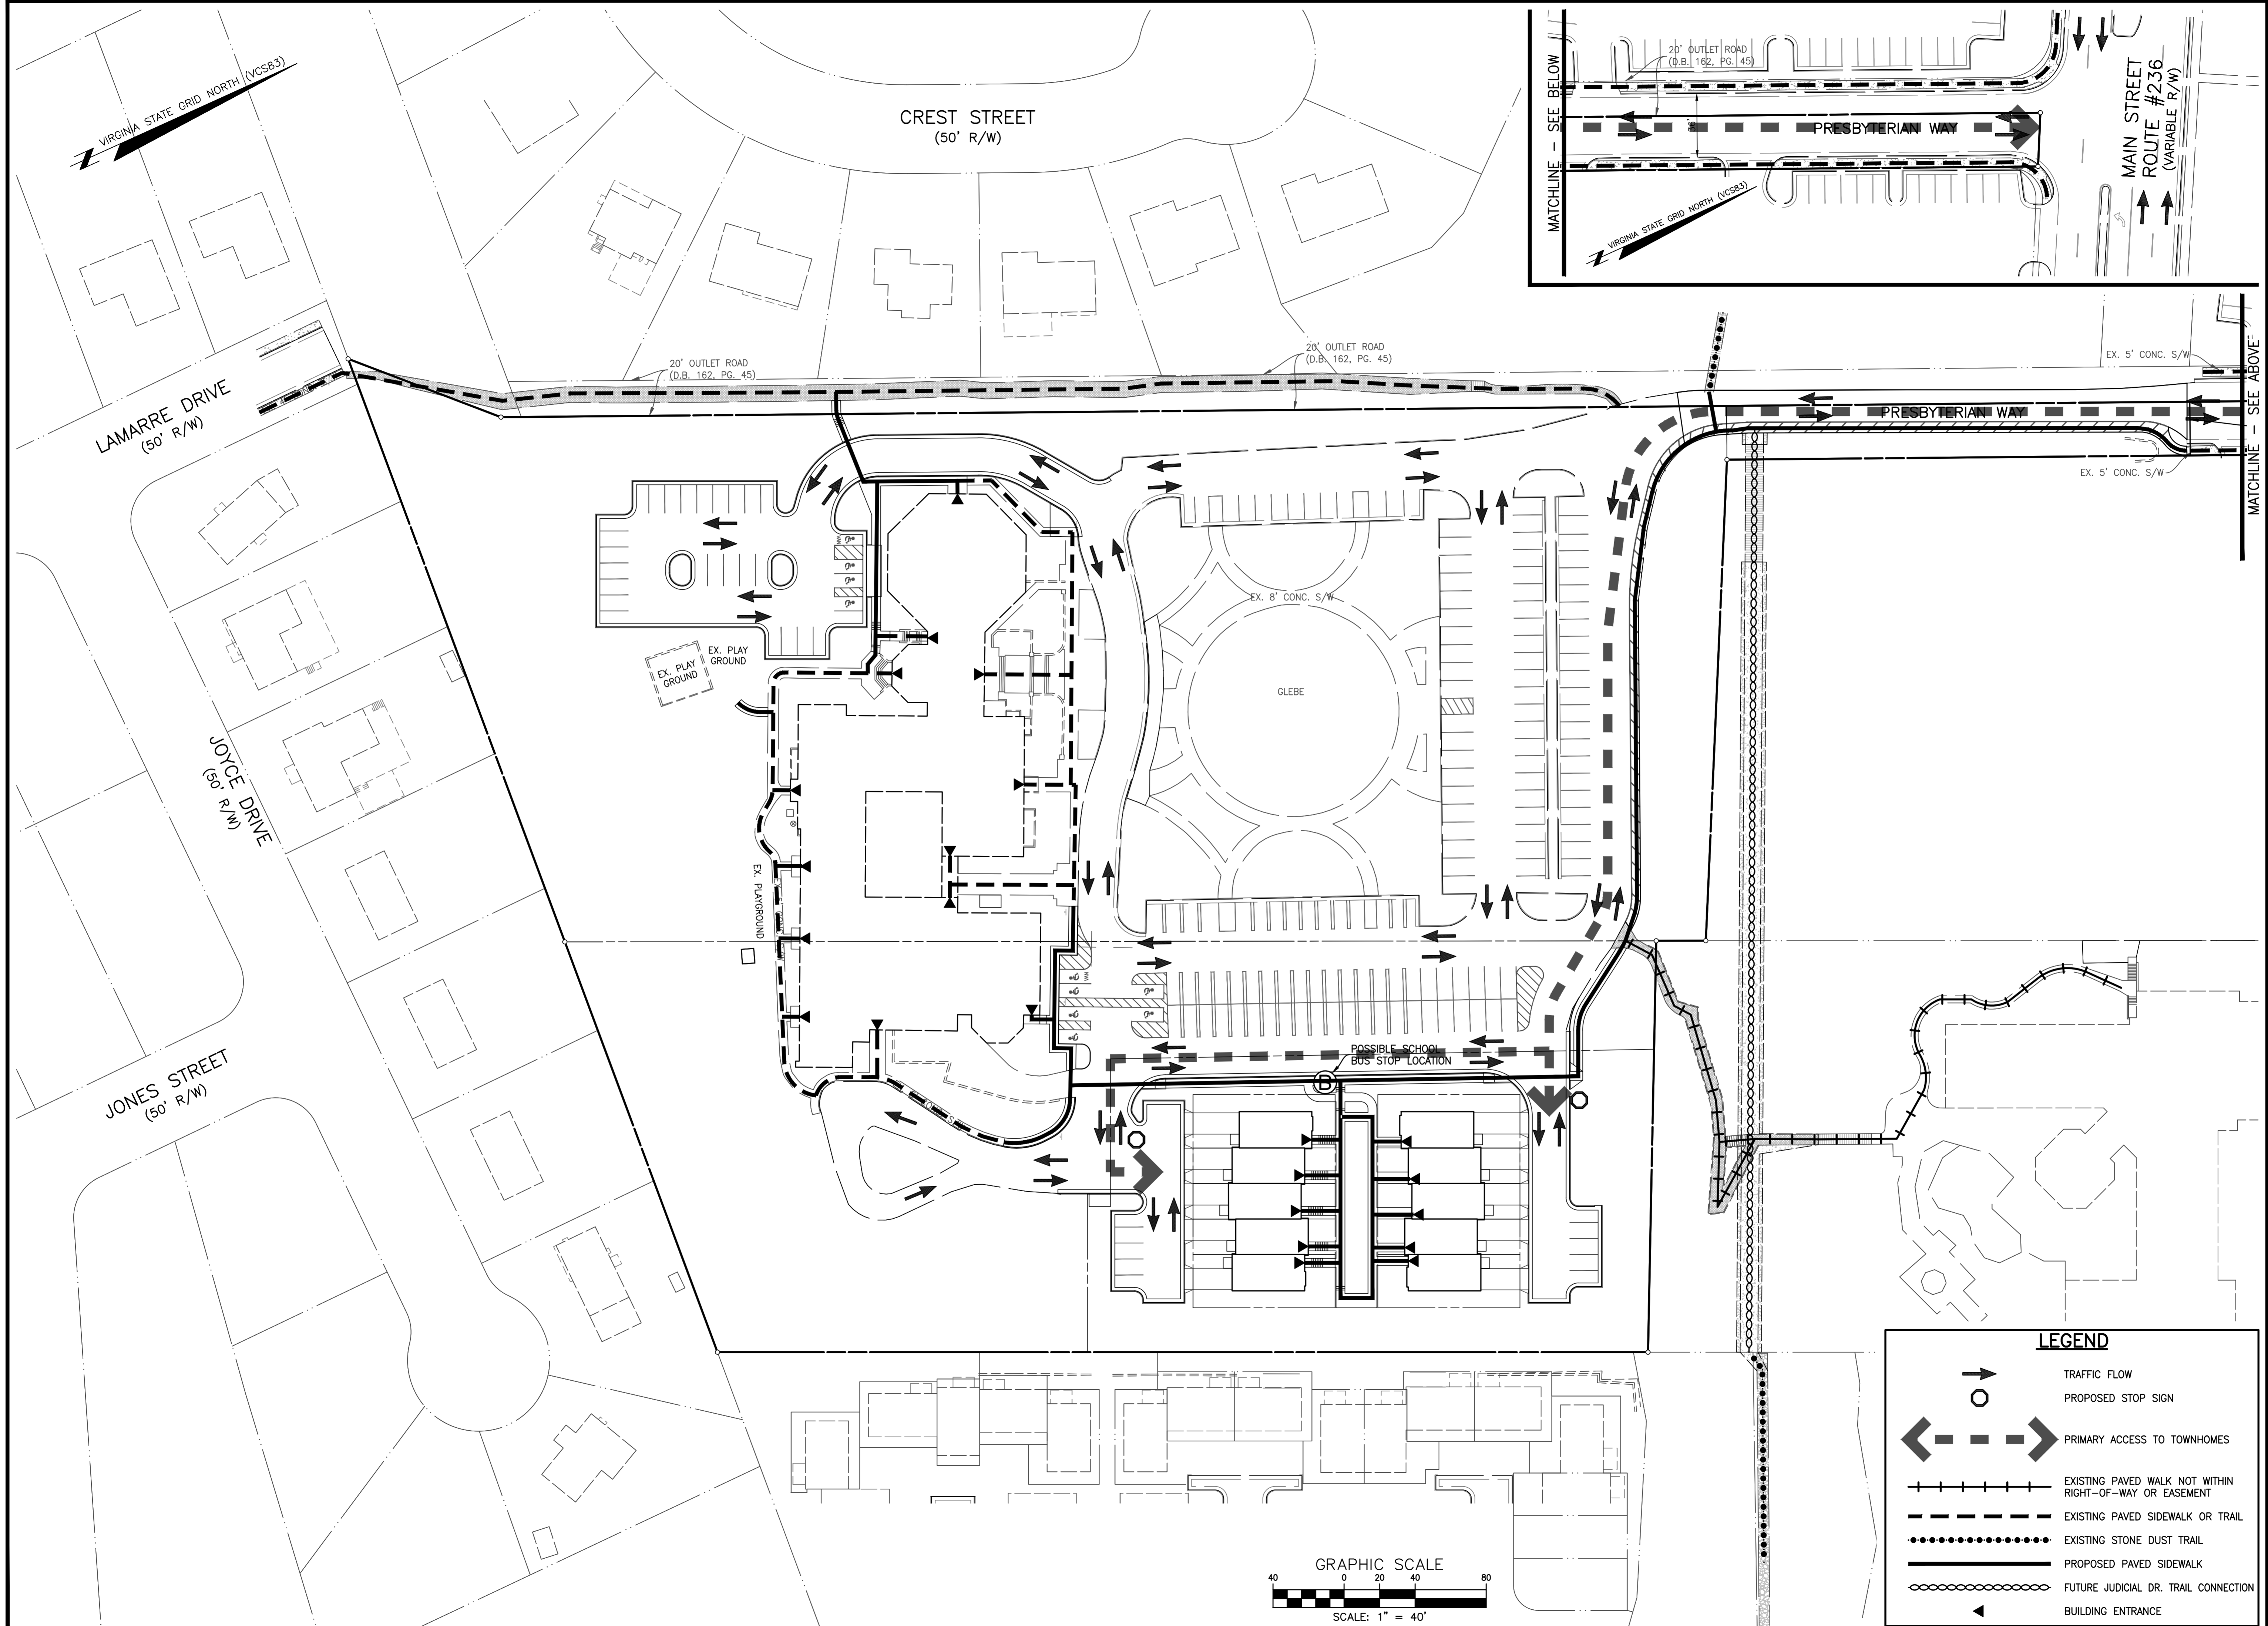 VIRGINIA STATE GRID NORTH (VCS83)
CREST STREET
(50' R/W)
20' OUTLET ROAD
(D.B. 162, PG. 45)
MATCHLINE - SEE BELOW
36'
PRESBYTERIAN WAY
MAIN STREET
ROUTE #236
(VARIABLE R/W)
VIRGINIA STATE GRID NORTH (VCS83)
20' OUTLET ROAD
(D.B. 162, PG. 45)
20' OUTLET ROAD
(D.B. 162, PG. 45)
EX. 5' CONC. S/W
PRESBYTERIAN WAY
EX. 5' CONC. S/W
MATCHLINE - SEE ABOVE
LAMARRE DRIVE
(50' R/W)
VAN
EX. 8' CONC. S/W
EX. PLAY
GROUND
EX. PLAY
GROUND
GLEBE
JOYCE DRIVE
(50' R/W)
EX. PLAYGROUND
VAN
JONES STREET
(50' R/W)
POSSIBLE SCHOOL
BUS STOP LOCATION
B
LEGEND
TRAFFIC FLOW
PROPOSED STOP SIGN
PRIMARY ACCESS TO TOWNHOMES
EXISTING PAVED WALK NOT WITHIN
RIGHT-OF-WAY OR EASEMENT
EXISTING PAVED SIDEWALK OR TRAIL
EXISTING STONE DUST TRAIL
PROPOSED PAVED SIDEWALK
FUTURE JUDICIAL DR. TRAIL CONNECTION
BUILDING ENTRANCE
GRAPHIC SCALE
40 0 20 40 80
SCALE: 1" = 40'